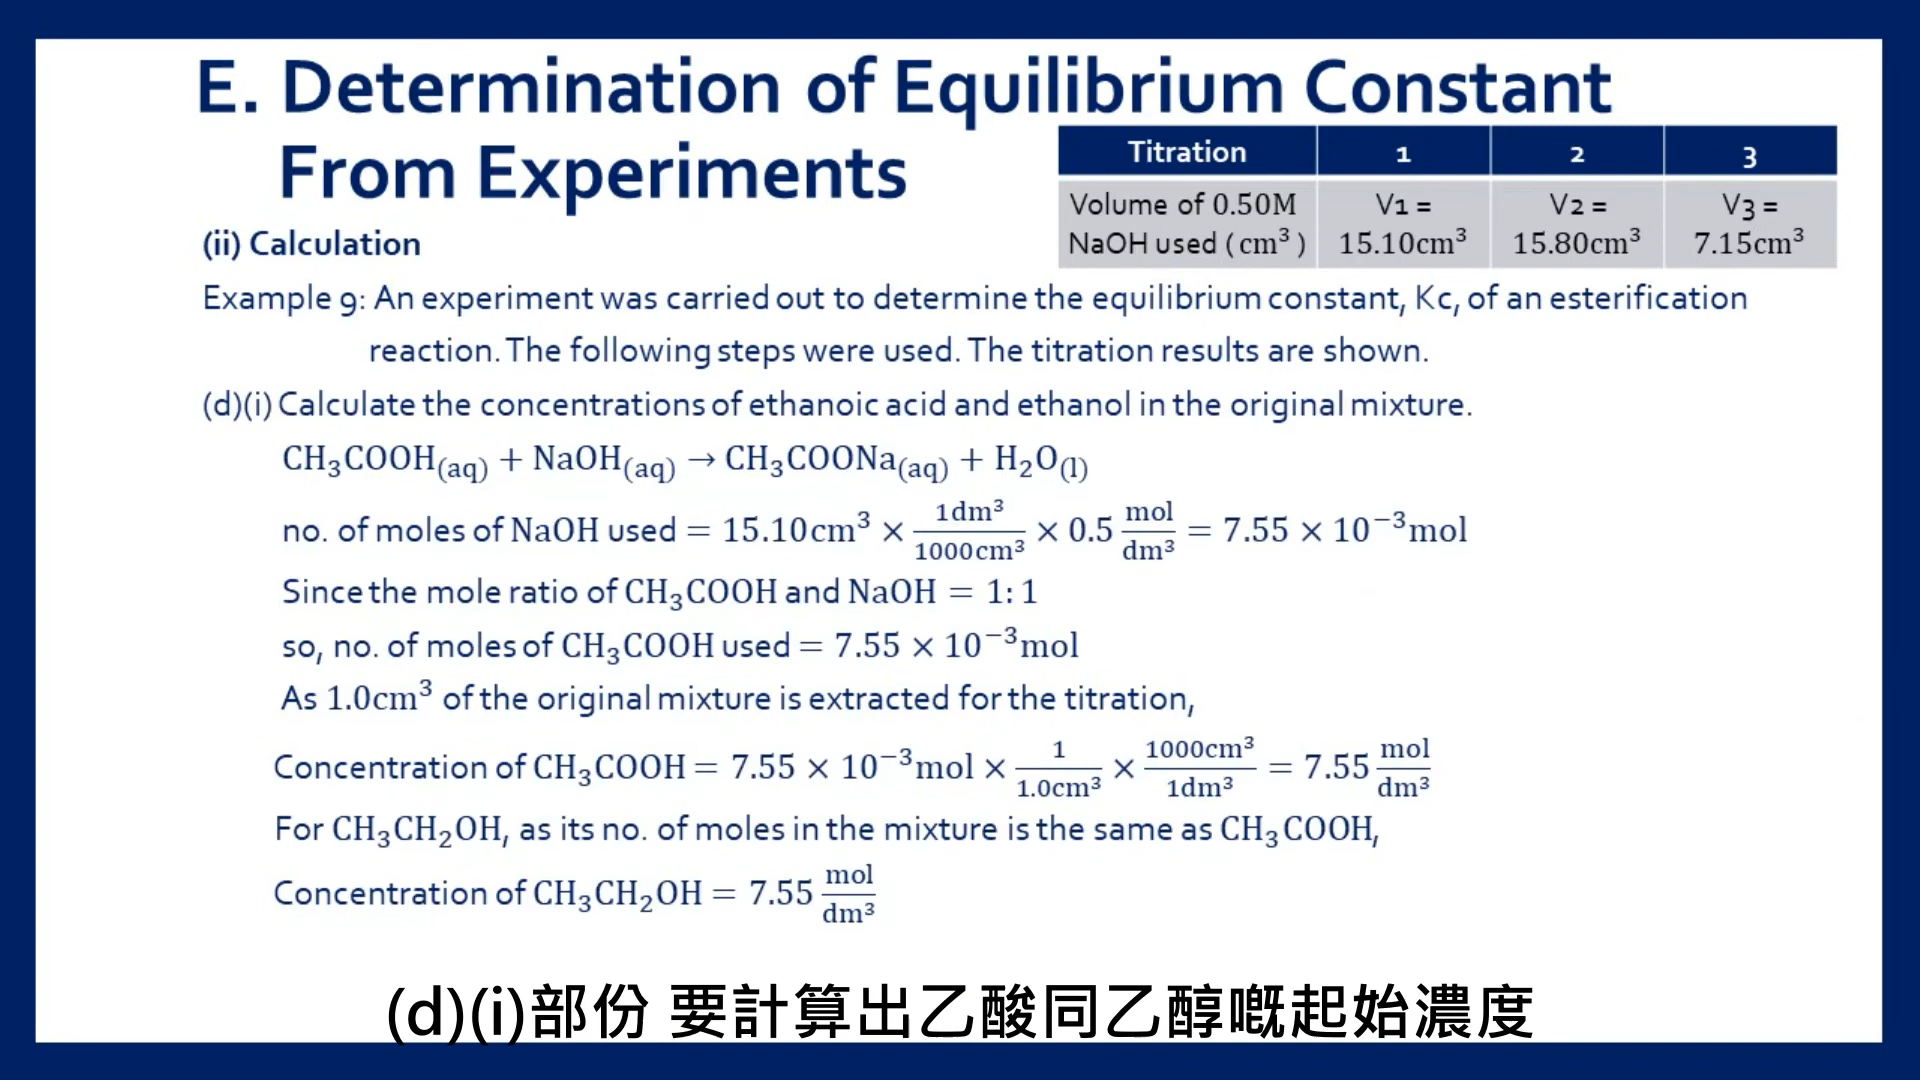 E. Determination of Equilibrium Constant
From Experiments
Titration 1 2 3
Volume of 0.50M NaOH used (cm³) V1 = 15.10cm³ V2 = 15.80cm³ V3 = 7.15cm³
(ii) Calculation
Example 9: An experiment was carried out to determine the equilibrium constant, Kc, of an esterification
reaction. The following steps were used. The titration results are shown.
(d)(i) Calculate the concentrations of ethanoic acid and ethanol in the original mixture.
CH₃COOH(aq) + NaOH(aq) → CH₃COONa(aq) + H₂O(l)
no. of moles of NaOH used = 15.10cm³ × 1dm³/1000cm³ × 0.5 mol/dm³ = 7.55 × 10⁻³mol
Since the mole ratio of CH₃COOH and NaOH = 1:1
so, no. of moles of CH₃COOH used = 7.55 × 10⁻³mol
As 1.0cm³ of the original mixture is extracted for the titration,
Concentration of CH₃COOH = 7.55 × 10⁻³mol × 1/1.0cm³ × 1000cm³/1dm³ = 7.55 mol/dm³
For CH₃CH₂OH, as its no. of moles in the mixture is the same as CH₃COOH,
Concentration of CH₃CH₂OH = 7.55 mol/dm³
(d)(i)部份 要計算出乙酸同乙醇嘅起始濃度